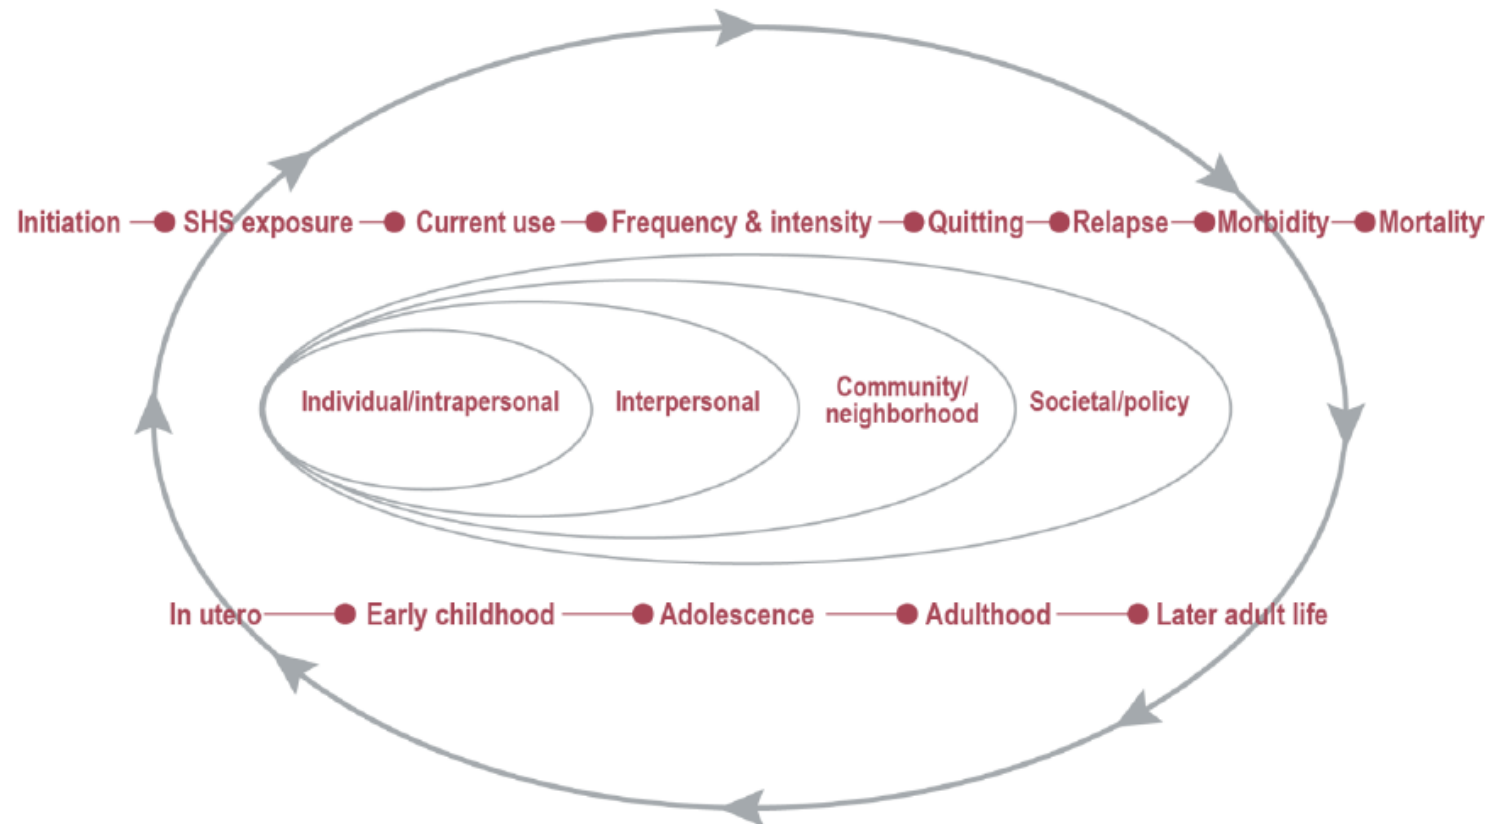 Initiation SHS exposure Current use Frequency & intensity Quitting Relapse Morbidity Mortality
Individual/intrapersonal
Interpersonal
Community/
neighborhood
Societal/policy
In utero Early childhood Adolescence Adulthood Later adult life